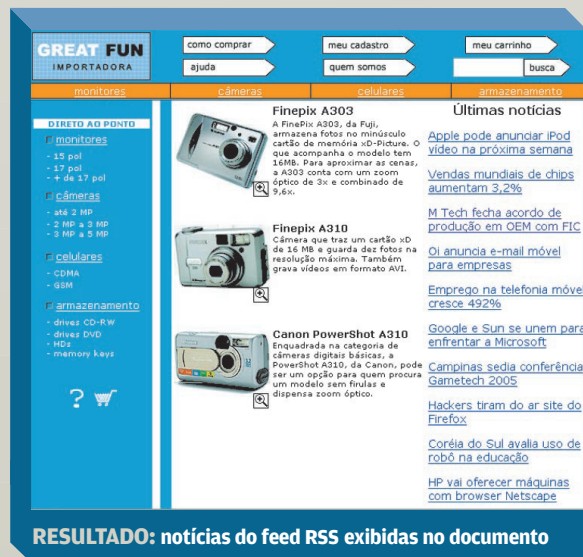 GREAT FUN
IMPORTADORA
como comprar
meu cadastro
meu carrinho
ajuda
quem somos
busca
monitores
câmeras
celulares
armazenamento
DIRETO AO PONTO
monitores
- 15 pol
- 17 pol
- + de 17 pol
câmeras
- até 2 MP
- 2 MP a 3 MP
- 3 MP a 5 MP
celulares
- CDMA
- GSM
armazenamento
- drives CD-RW
- drives DVD
- HDs
- memory keys
?
Finepix A303
A FinePix A303, da Fuji,
armazena fotos no minúsculo
cartão de memória xD-Picture. O
que acompanha o modelo tem
16MB. Para aproximar as cenas,
a A303 conta com um zoom
óptico de 3x e combinado de
9,6x.
Finepix A310
Câmera que traz um cartão xD
de 16 MB e guarda dez fotos na
resolução máxima. Também
grava vídeos em formato AVI.
Canon PowerShot A310
Enquadrada na categoria de
câmeras digitais básicas, a
PowerShot A310, da Canon, pode
ser um opção para quem procura
um modelo sem firulas e
dispensa zoom óptico.
Últimas notícias
Apple pode anunciar iPod
vídeo na próxima semana
Vendas mundiais de chips
aumentam 3,2%
M Tech fecha acordo de
produção em OEM com FIC
Oi anuncia e-mail móvel
para empresas
Emprego na telefonia móvel
cresce 492%
Google e Sun se unem para
enfrentar a Microsoft
Campinas sedia conferência
Gametech 2005
Hackers tiram do ar site do
Firefox
Coréia do Sul avalia uso de
robô na educação
HP vai oferecer máquinas
com browser Netscape
RESULTADO: notícias do feed RSS exibidas no documento